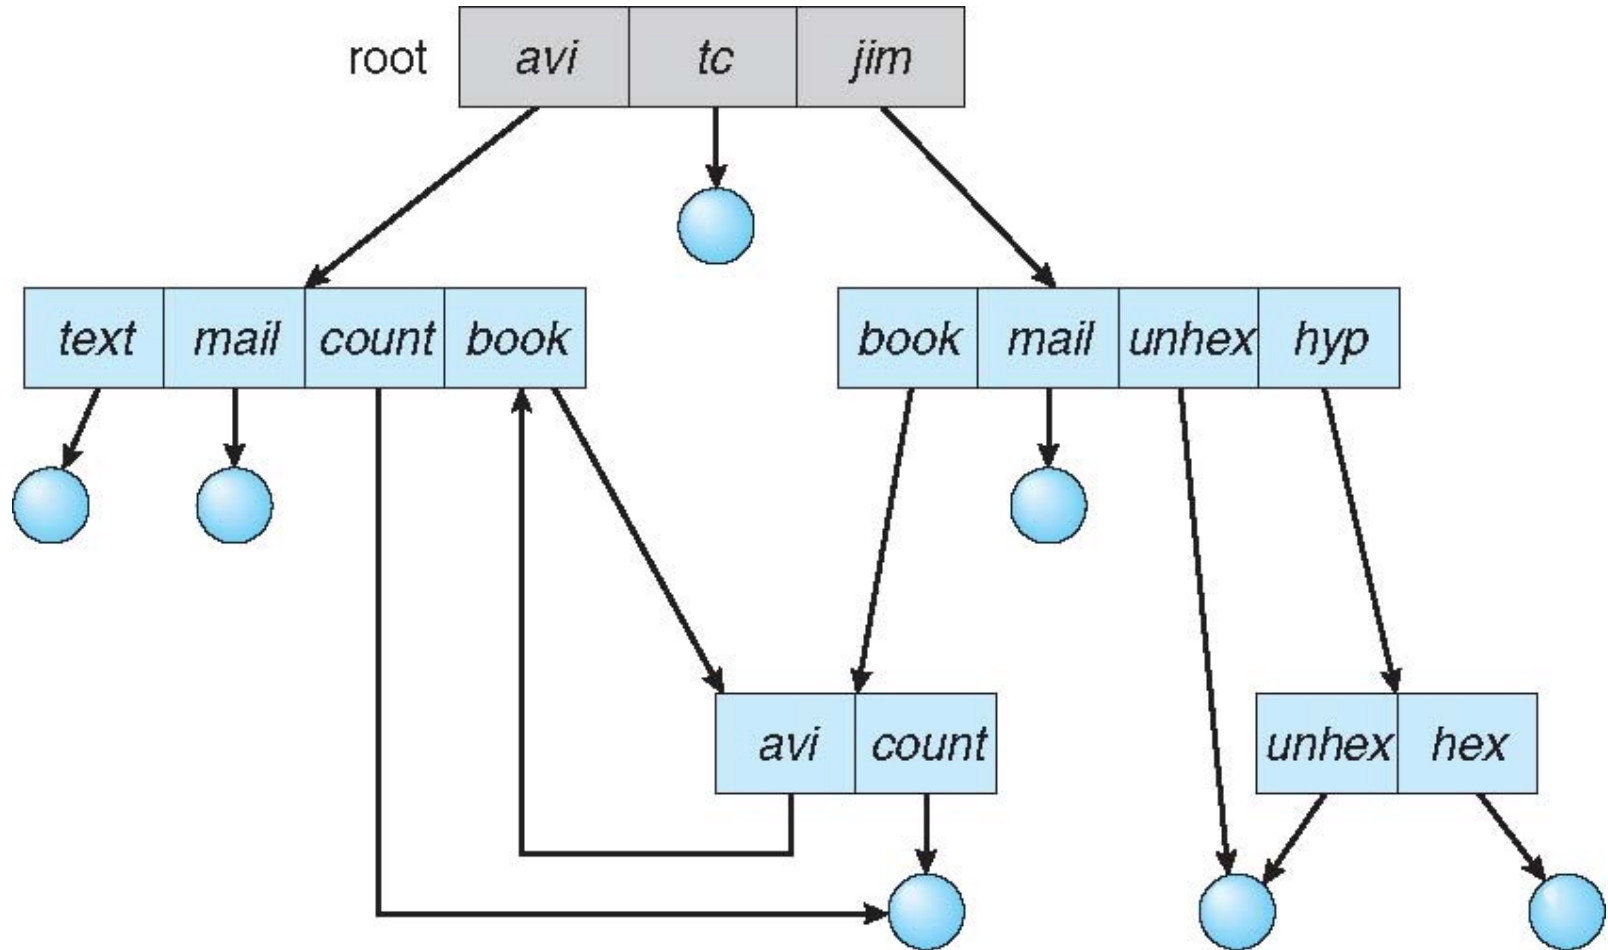 root avi tc jim
text mail count book
book mail unhex hyp
avi count
unhex hex